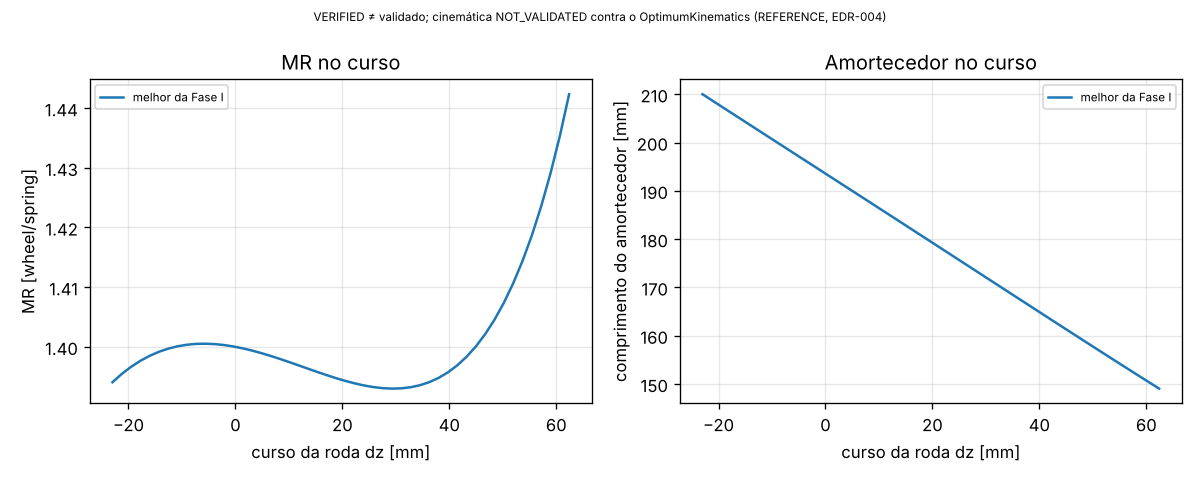 VERIFIED ≠ validado; cinemática NOT_VALIDATED contra o OptimumKinematics (REFERENCE, EDR-004)
MR no curso
melhor da Fase I
MR [wheel/spring]
1.44
1.43
1.42
1.41
1.40
−20
0
20
40
60
curso da roda dz [mm]
Amortecedor no curso
melhor da Fase I
comprimento do amortecedor [mm]
210
200
190
180
170
160
150
−20
0
20
40
60
curso da roda dz [mm]